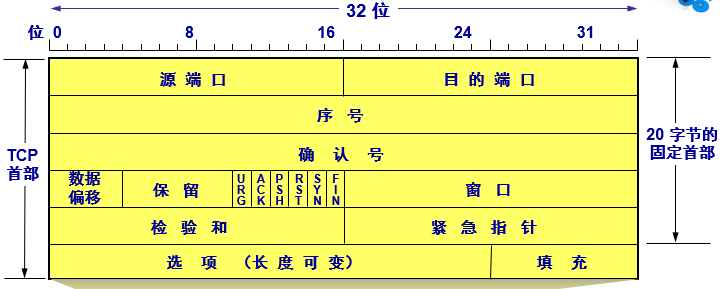 32 位
位 0 8 16 24 31
源 端 口 目 的 端 口
序 号
确 认 号
数据
偏移
保 留
URG
ACK
PSH
RST
SYN
FIN
窗 口
检 验 和 紧 急 指 针
选 项 （长 度 可 变） 填 充
TCP
首部
20 字节的
固定首部